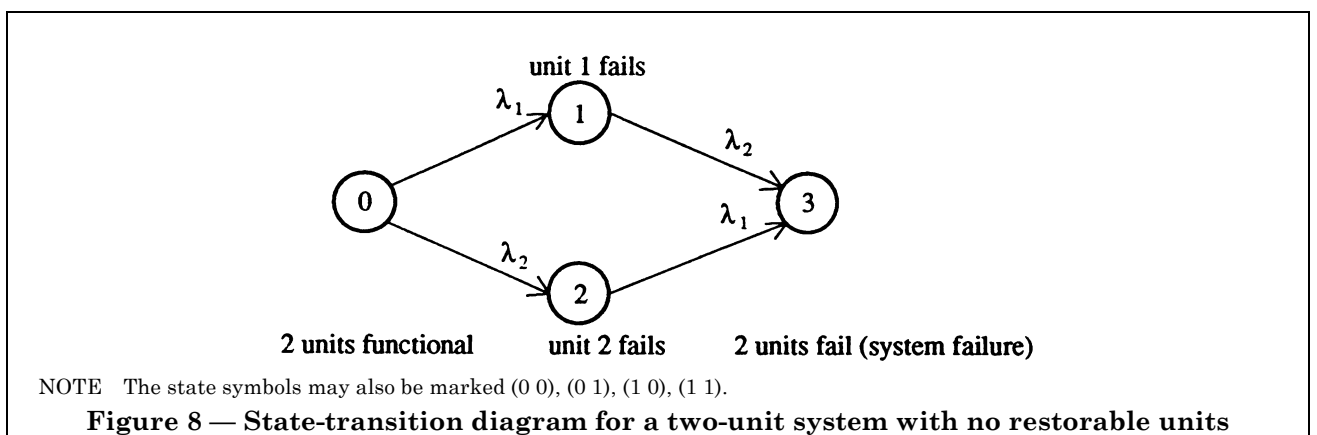 unit 1 fails
λ1
1
λ2
0
3
λ1
λ2
2
2 units functional
unit 2 fails
2 units fail (system failure)
NOTE The state symbols may also be marked (0 0), (0 1), (1 0), (1 1).
Figure 8 — State-transition diagram for a two-unit system with no restorable units